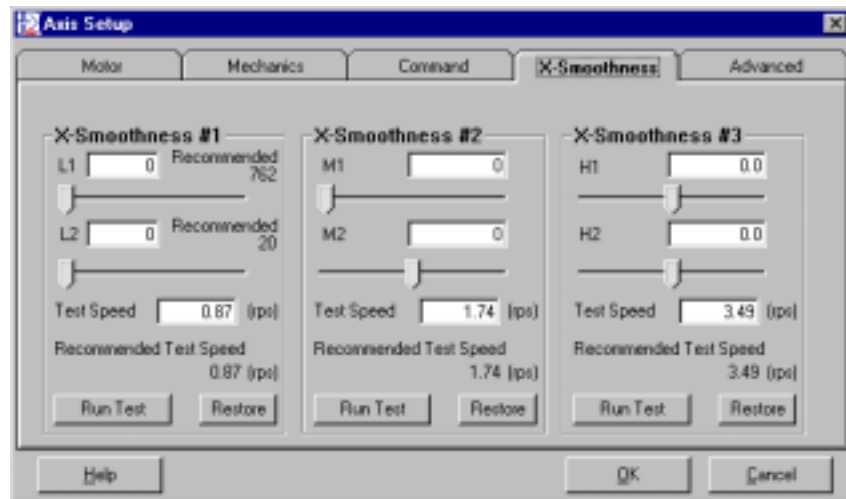 Axis Setup
Motor Mechanics Command X-Smoothness Advanced
X-Smoothness #1 X-Smoothness #2 X-Smoothness #3
L1 0 Recommended 762 M1 0 H1 0.0
L2 0 Recommended 20 M2 0 H2 0.0
Test Speed 0.87 (rps) Test Speed 1.74 (rps) Test Speed 3.49 (rps)
Recommended Test Speed Recommended Test Speed Recommended Test Speed
0.87 (rps) 1.74 (rps) 3.49 (rps)
Run Test Restore Run Test Restore Run Test Restore
Help OK Cancel